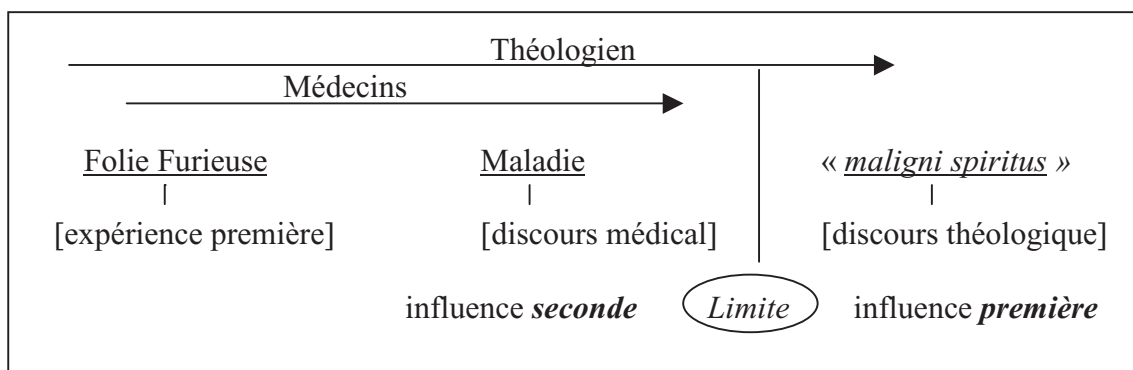 Théologien
Médecins
Folie Furieuse Maladie « maligni spiritus »
[expérience première] [discours médical] [discours théologique]
influence seconde Limite influence première